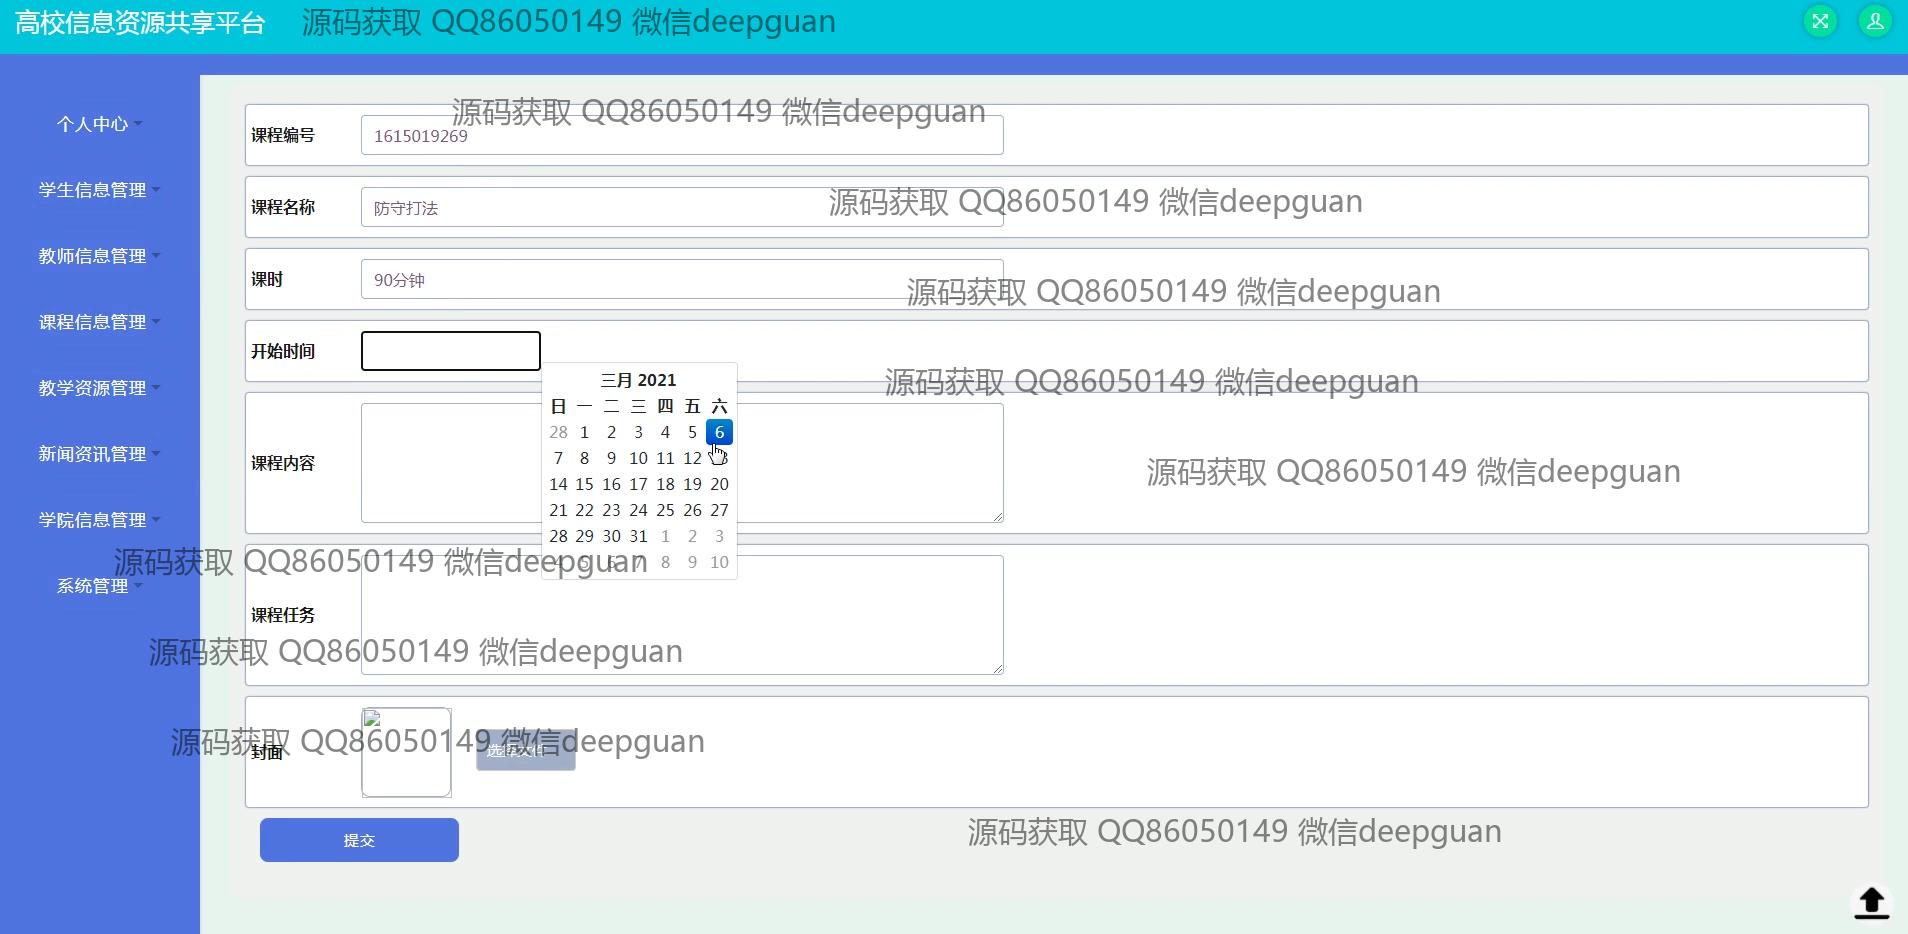 高校信息资源共享平台
源码获取 QQ86050149 微信deepguan
个人中心
学生信息管理
教师信息管理
课程信息管理
教学资源管理
新闻资讯管理
学院信息管理
系统管理
源码获取 QQ86050149 微信deepguan
课程编号 1615019269
课程名称 防守打法
源码获取 QQ86050149 微信deepguan
课时 90分钟
源码获取 QQ86050149 微信deepguan
开始时间
源码获取 QQ86050149 微信deepguan
三月 2021
日 一 二 三 四 五 六
28 1 2 3 4 5 6
7 8 9 10 11 12 13
14 15 16 17 18 19 20
21 22 23 24 25 26 27
28 29 30 31 1 2 3
4 5 6 7 8 9 10
课程内容
源码获取 QQ86050149 微信deepguan
源码获取 QQ86050149 微信deepguan
课程任务
源码获取 QQ86050149 微信deepguan
源码获取 QQ86050149 微信deepguan
封面 选择文件
源码获取 QQ86050149 微信deepguan
提交